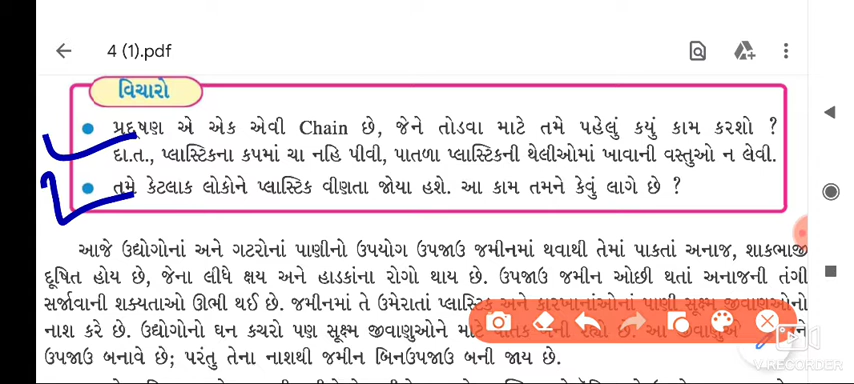 4 (1).pdf
વિચારો
પ્રદૂષણ એ એક એવી Chain છે, જેને તોડવા માટે તમે પહેલું કયું કામ કરશો ?
દા.ત., પ્લાસ્ટિકના કપમાં ચા નહિ પીવી, પાતળા પ્લાસ્ટિકની થેલીઓમાં ખાવાની વસ્તુઓ ન લેવી.
તમે કેટલાક લોકોને પ્લાસ્ટિક વીણતા જોયા હશે. આ કામ તમને કેવું લાગે છે ?
આજે ઉદ્યોગોનાં અને ગટરોનાં પાણીનો ઉપયોગ ઉપજાઉ જમીનમાં થવાથી તેમાં પાકતાં અનાજ, શાકભાજી
દૂષિત હોય છે, જેના લીધે ક્ષય અને હાડકાંના રોગો થાય છે. ઉપજાઉ જમીન ઓછી થતાં અનાજની તંગી
સર્જાવાની શક્યતાઓ ઊભી થઈ છે. જમીનમાં તે ઉમેરાતાં પ્લાસ્ટિક અને કારખાનાંઓનાં પાણી સૂક્ષ્મ જીવાણુઓનો
નાશ કરે છે. ઉદ્યોગોનો ઘન કચરો પણ સૂક્ષ્મ જીવાણુઓને માટે
ઉપજાઉ બનાવે છે; પરંતુ તેના નાશથી જમીન બિનઉપજાઉ બની જાય છે.
V-RECORDER